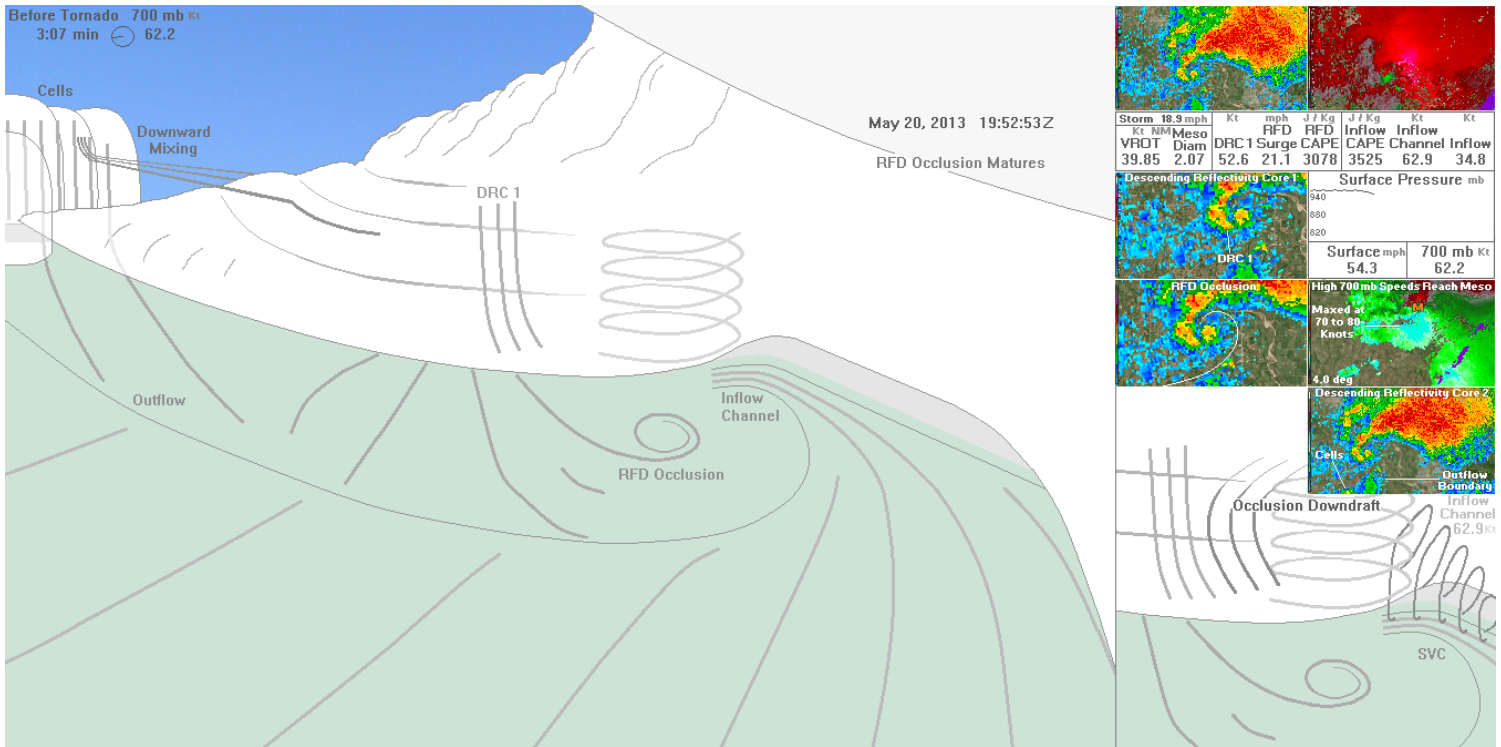 Before Tornado 700 mb Kt
3:07 min 62.2
Cells
Downward
Mixing
May 20, 2013 19:52:53Z
RFD Occlusion Matures
DRC 1
Outflow
Inflow
Channel
RFD Occlusion
Storm 18.9 mph Kt mph J / Kg J / Kg Kt Kt
Kt NM Meso RFD RFD Inflow Inflow
VROT Diam DRC 1 Surge CAPE CAPE Channel Inflow
39.85 2.07 52.6 21.1 3078 3525 62.9 34.8
Descending Reflectivity Core 1
DRC 1
Surface Pressure mb
940
880
820
Surface mph 700 mb Kt
54.3 62.2
RFD Occlusion
High 700 mb Speeds Reach Meso
M
Maxed at
70 to 80
Knots
4.0 deg
Descending Reflectivity Core 2
Cells
Outflow
Boundary
Occlusion Downdraft
Inflow
Channel
62.9 Kt
SVC